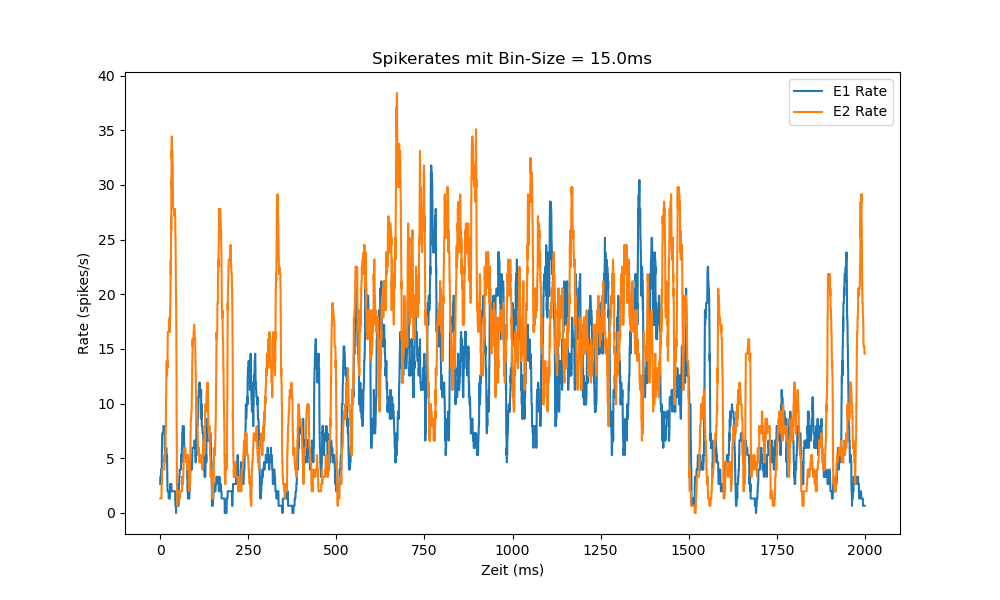 Spikerates mit Bin-Size = 15.0ms
E1 Rate
E2 Rate
40
35
30
25
20
15
10
5
0
Rate (spikes/s)
0 250 500 750 1000 1250 1500 1750 2000
Zeit (ms)